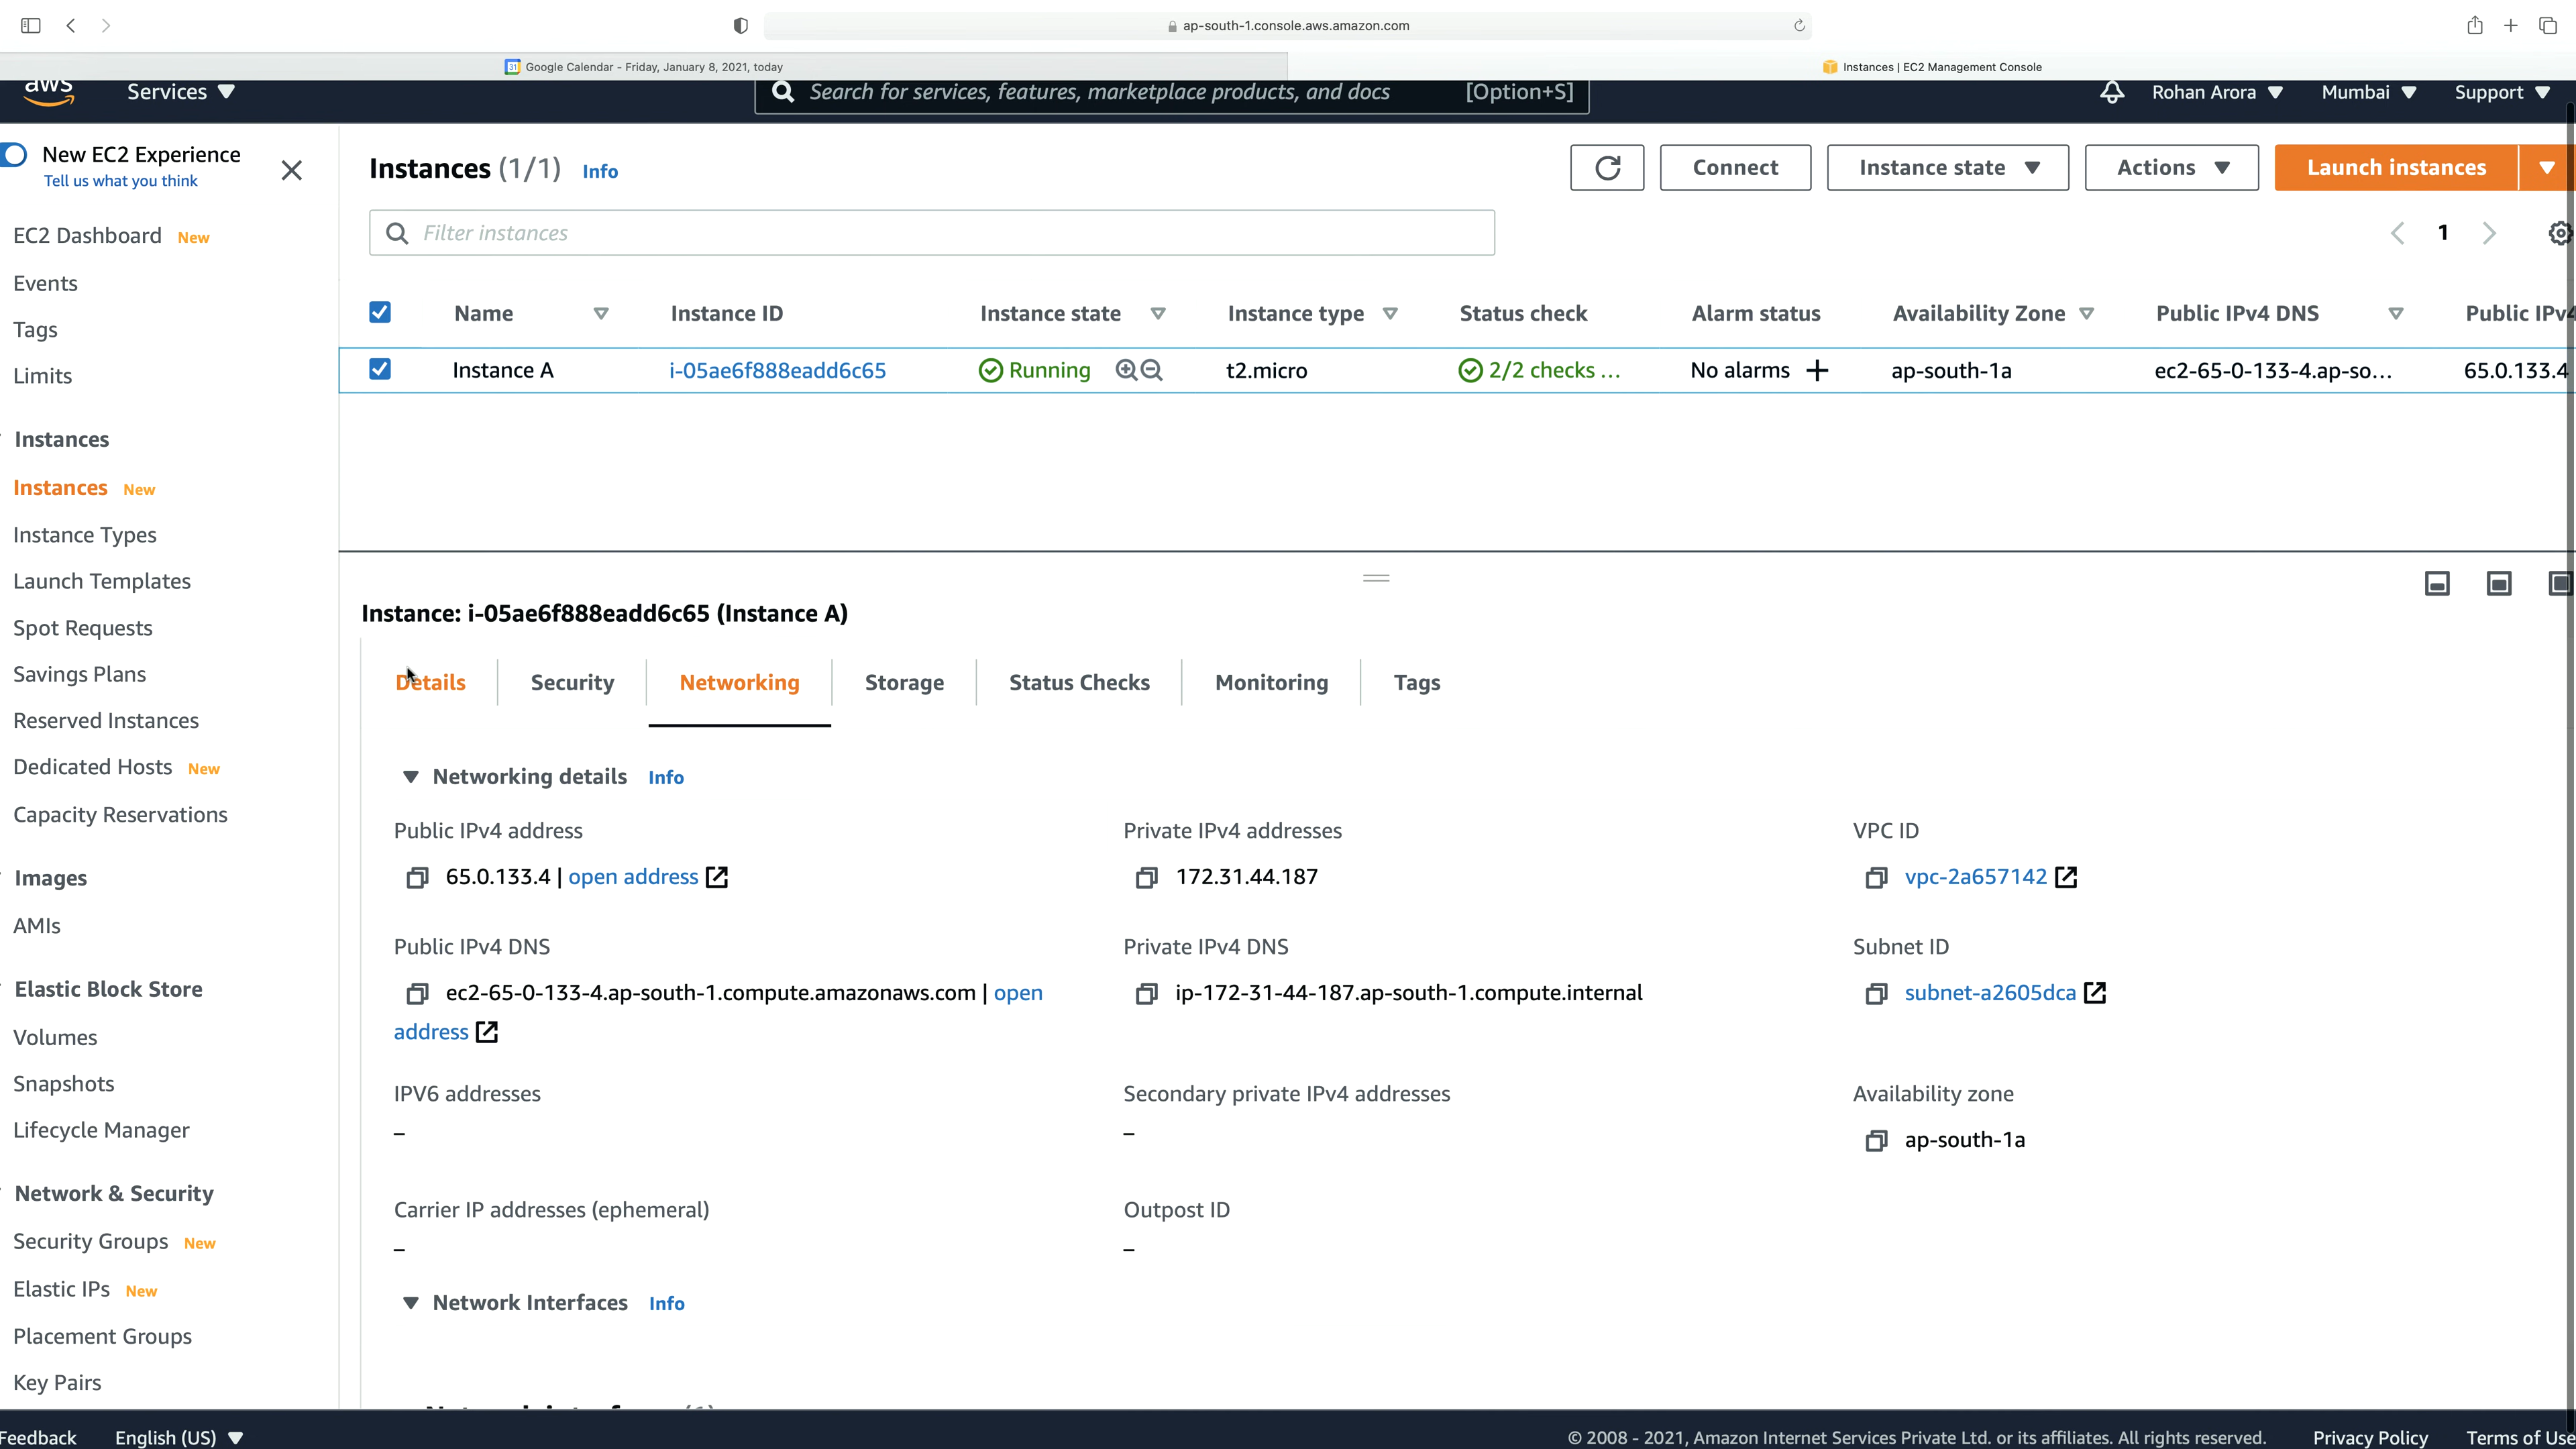 ap-south-1.console.aws.amazon.com
31 Google Calendar - Friday, January 8, 2021, today
Instances | EC2 Management Console
aws Services Search for services, features, marketplace products, and docs [Option+S] Rohan Arora Mumbai Support
New EC2 Experience
Tell us what you think
EC2 Dashboard New
Events
Tags
Limits
Instances
Instances New
Instance Types
Launch Templates
Spot Requests
Savings Plans
Reserved Instances
Dedicated Hosts New
Capacity Reservations
Images
AMIs
Elastic Block Store
Volumes
Snapshots
Lifecycle Manager
Network & Security
Security Groups New
Elastic IPs New
Placement Groups
Key Pairs
Instances (1/1) Info
Connect Instance state Actions Launch instances
Filter instances
1
Name Instance ID Instance state Instance type Status check Alarm status Availability Zone Public IPv4 DNS Public IPv4
Instance A i-05ae6f888eadd6c65 Running t2.micro 2/2 checks ... No alarms ap-south-1a ec2-65-0-133-4.ap-so... 65.0.133.4
Instance: i-05ae6f888eadd6c65 (Instance A)
Details Security Networking Storage Status Checks Monitoring Tags
Networking details Info
Public IPv4 address Private IPv4 addresses VPC ID
65.0.133.4 | open address 172.31.44.187 vpc-2a657142
Public IPv4 DNS Private IPv4 DNS Subnet ID
ec2-65-0-133-4.ap-south-1.compute.amazonaws.com | open ip-172-31-44-187.ap-south-1.compute.internal subnet-a2605dca
address
IPV6 addresses Secondary private IPv4 addresses Availability zone
– – ap-south-1a
Carrier IP addresses (ephemeral) Outpost ID
– –
Network Interfaces Info
Feedback English (US) © 2008 - 2021, Amazon Internet Services Private Ltd. or its affiliates. All rights reserved. Privacy Policy Terms of Use